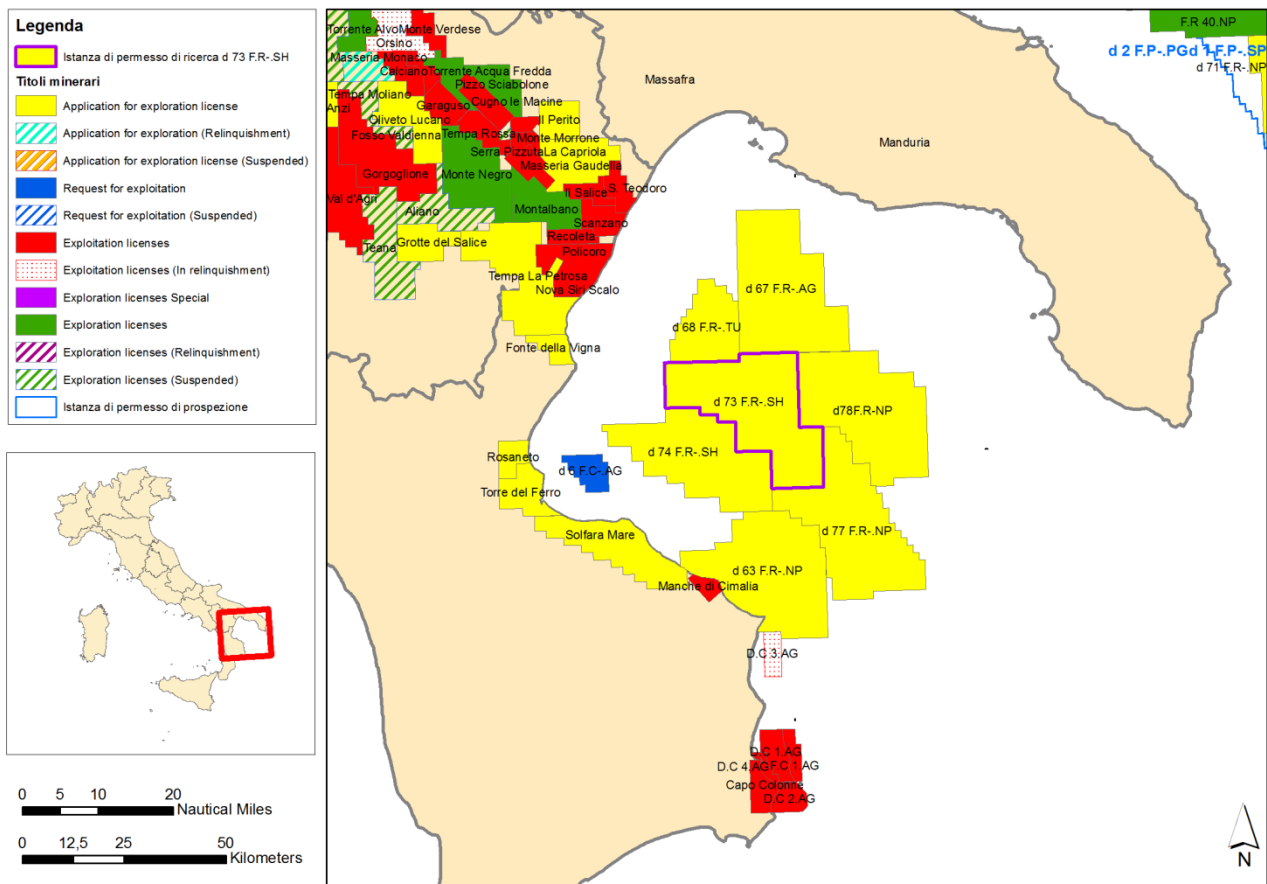 Legenda
Istanza di permesso di ricerca d 73 F.R-.SH
Titoli minerari
Application for exploration license
Application for exploration (Relinquishment)
Application for exploration license (Suspended)
Request for exploitation
Request for exploitation (Suspended)
Exploitation licenses
Exploitation licenses (In relinquishment)
Exploration licenses Special
Exploration licenses
Exploration licenses (Relinquishment)
Exploration licenses (Suspended)
Istanza di permesso di prospezione
0 5 10 20
Nautical Miles
0 12,5 25 50
Kilometers
Torrente Alvo
Monte Verdese
Orsino
Masseria Monaco
Calciano
Torrente Acqua Fredda
Pizzo Sciabolone
Tempa Moliano
Anzi
Garaguso
Cugno le Macine
Oliveto Lucano
Il Perito
Fosso Valdienna
Tempa Rossa
Monte Morrone
Serra Pizzuta
La Capriola
Masseria Gaudella
Gorgoglione
Monte Negro
Val d'Agri
Il Salice
S. Teodoro
Aliano
Montalbano
Scanzano
Teana
Grotte del Salice
Recoleta
Policoro
Tempa La Petrosa
Nova Siri Scalo
Fonte della Vigna
Massafra
Manduria
F.R 40.NP
d 2 F.P-.PG
d 1 F.P-.SP
d 71 F.R-.NP
d 67 F.R-.AG
d 68 F.R-.TU
d 73 F.R-.SH
d78F.R-NP
d 74 F.R-.SH
Rosaneto
d 6 F.C-.AG
Torre del Ferro
Solfara Mare
d 77 F.R-.NP
d 63 F.R-.NP
Manche di Cimalia
D.C 3.AG
D.C 1.AG
D.C 4.AG
F.C 1.AG
Capo Colonne
D.C 2.AG
N